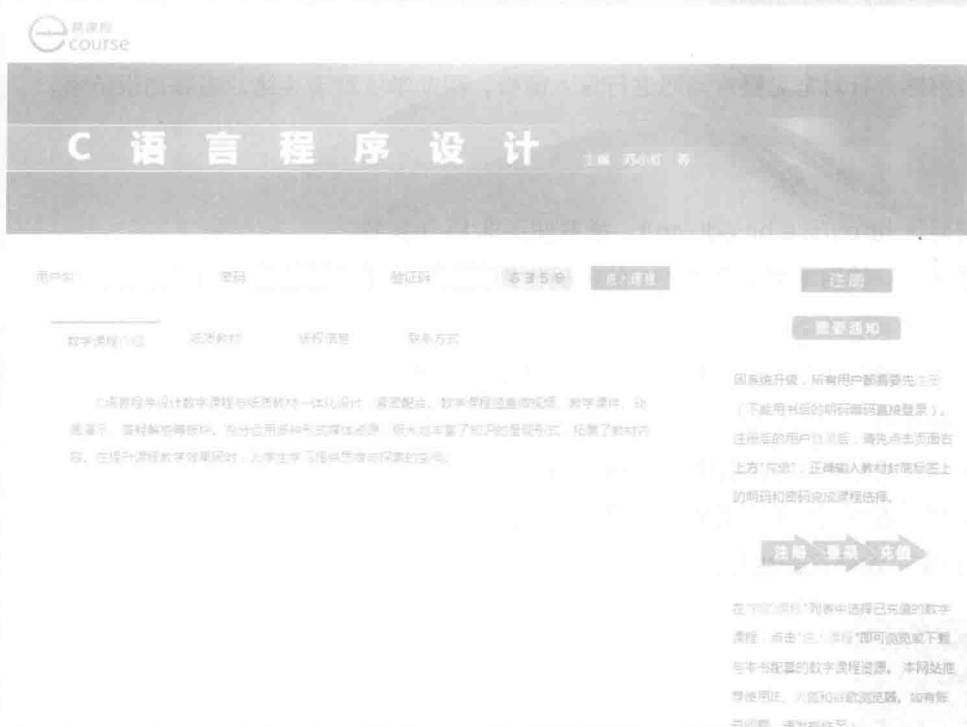 易课程
course
C 语 言 程 序 设 计 主编 苏小红 等
用户名 密码 验证码 6359 进入课程 注册
数字课程介绍 纸质教材 版权信息 联系方式
重要通知
C语言程序设计数字课程与纸质教材一体化设计，紧密配合。数字课程涵盖微视频、教学课件、动
画演示、答疑解惑等板块。充分运用多种形式媒体资源，极大地丰富了知识的呈现形式，拓展了教材内
容。在提升课程教学效果同时，为学生学习提供思维与探索的空间。
因系统升级，所有用户都需要先注册
（不能用书后的明码密码直接登录）。
注册后的用户登录后，请先点击页面右
上方"充值"，正确输入教材封底标签上
的明码和密码完成课程选择。
注册 登录 充值
在"我的课程"列表中选择已充值的数字
课程，点击"进入课程"即可浏览或下载
与本书配套的数字课程资源。本网站推
荐使用IE、火狐和谷歌浏览器。如有账
号问题，请发邮件至：